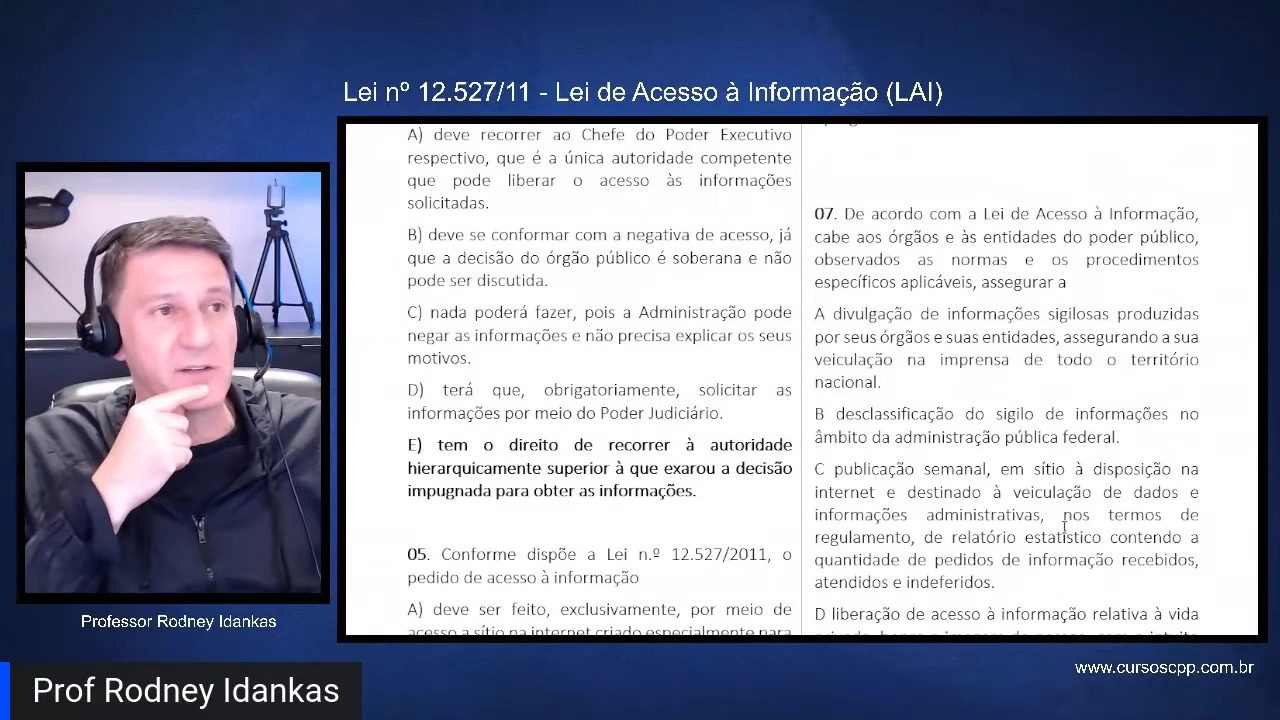 Lei nº 12.527/11 - Lei de Acesso à Informação (LAI)
A) deve recorrer ao Chefe do Poder Executivo
respectivo, que é a única autoridade competente
que pode liberar o acesso às informações
solicitadas.
B) deve se conformar com a negativa de acesso, já
que a decisão do órgão público é soberana e não
pode ser discutida.
C) nada poderá fazer, pois a Administração pode
negar as informações e não precisa explicar os seus
motivos.
D) terá que, obrigatoriamente, solicitar as
informações por meio do Poder Judiciário.
E) tem o direito de recorrer à autoridade
hierarquicamente superior à que exarou a decisão
impugnada para obter as informações.
05. Conforme dispõe a Lei n.º 12.527/2011, o
pedido de acesso à informação
A) deve ser feito, exclusivamente, por meio de
acesso a sítio na internet criado especialmente para
07. De acordo com a Lei de Acesso à Informação,
cabe aos órgãos e às entidades do poder público,
observados as normas e os procedimentos
específicos aplicáveis, assegurar a
A divulgação de informações sigilosas produzidas
por seus órgãos e suas entidades, assegurando a sua
veiculação na imprensa de todo o território
nacional.
B desclassificação do sigilo de informações no
âmbito da administração pública federal.
C publicação semanal, em sítio à disposição na
internet e destinado à veiculação de dados e
informações administrativas, nos termos de
regulamento, de relatório estatístico contendo a
quantidade de pedidos de informação recebidos,
atendidos e indeferidos.
D liberação de acesso à informação relativa à vida
Professor Rodney Idankas
www.cursoscpp.com.br
Prof Rodney Idankas